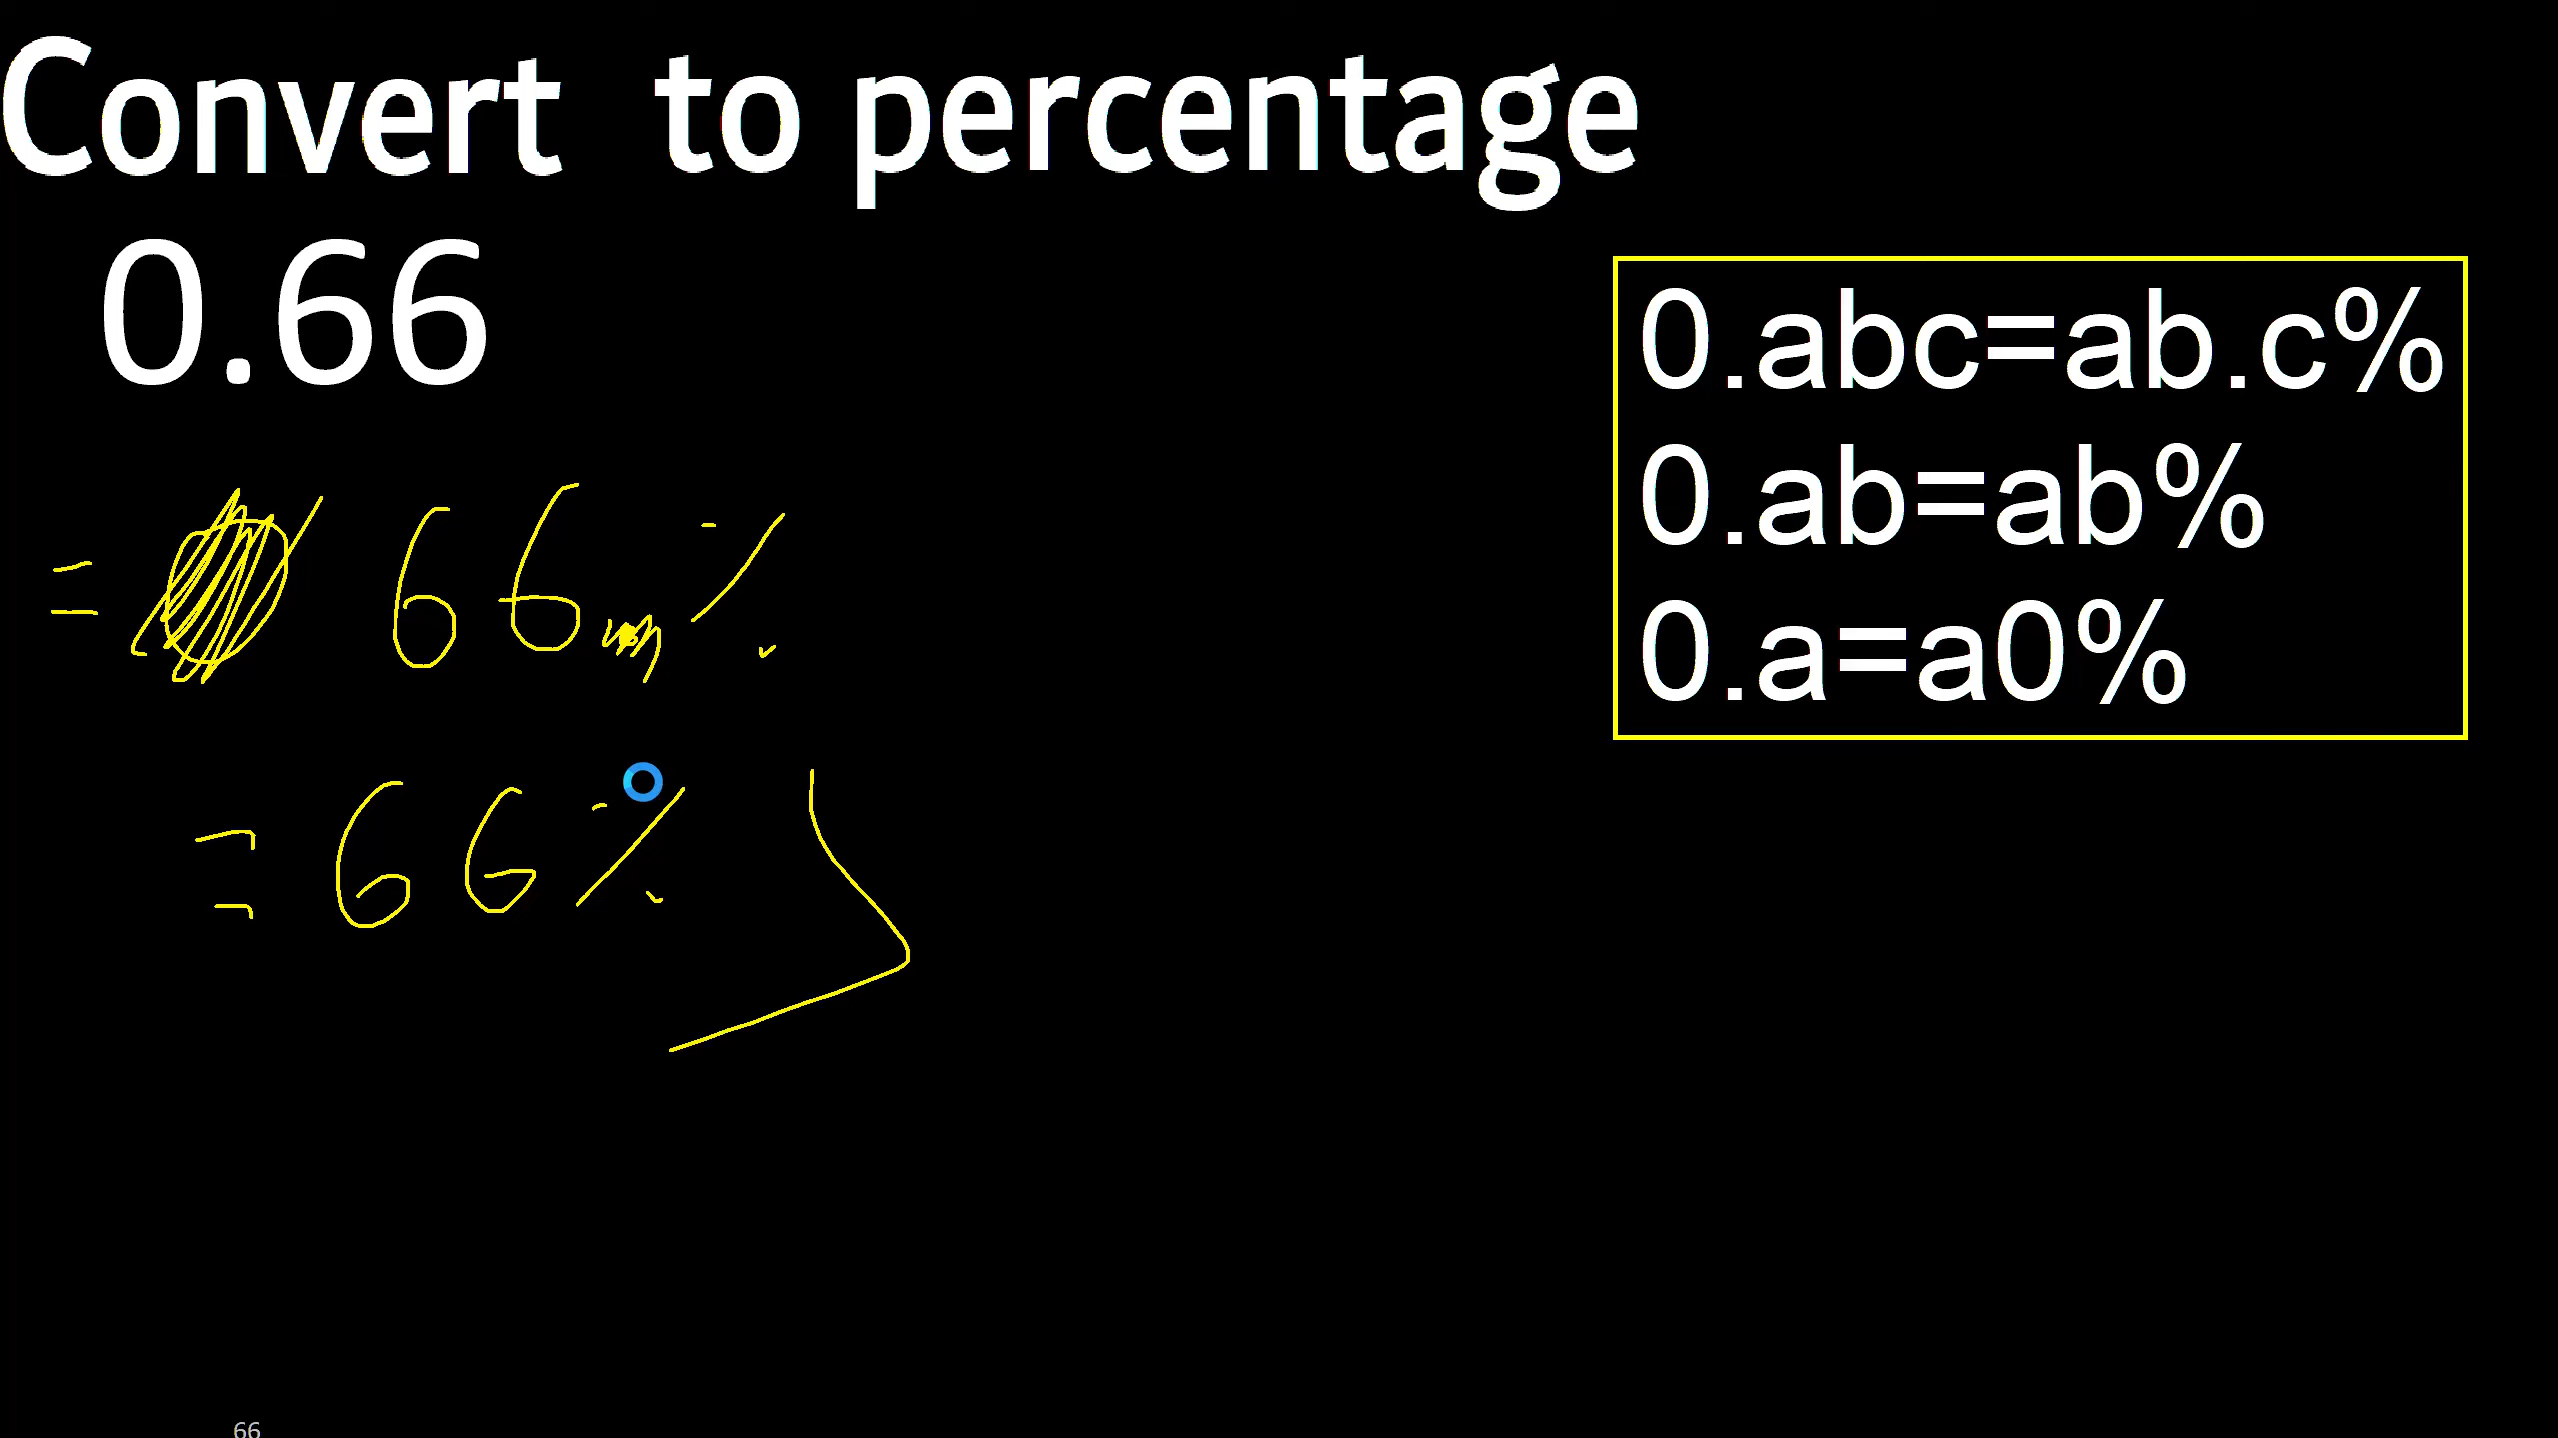 Convert to percentage
0.66
= 66%
= 66%
0.abc=ab.c%
0.ab=ab%
0.a=a0%
66